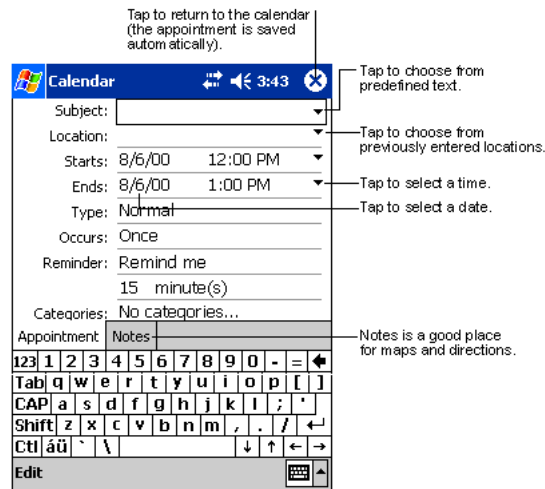 Tap to return to the calendar
(the appointment is saved
automatically).
Calendar 3:43
Tap to choose from
predefined text.
Subject:
Location:
Tap to choose from
previously entered locations.
Starts: 8/6/00 12:00 PM
Ends: 8/6/00 1:00 PM
Tap to select a time.
Type: Normal
Tap to select a date.
Occurs: Once
Reminder: Remind me
15 minute(s)
Categories: No categories...
Appointment Notes
Notes is a good place
for maps and directions.
123 1 2 3 4 5 6 7 8 9 0 - =
Tab q w e r t y u i o p [ ]
CAP a s d f g h j k l ; '
Shift z x c v b n m , . /
Ctl áü ` \
Edit